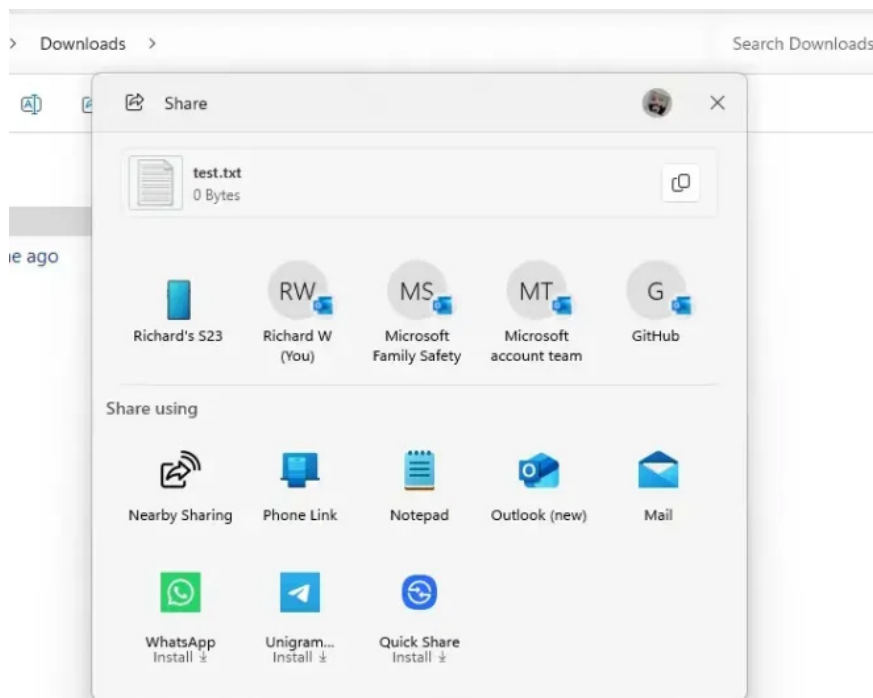 Downloads
Search Downloads
Share
test.txt
0 Bytes
ago
Richard's S23
RW
Richard W
(You)
MS
Microsoft
Family Safety
MT
Microsoft
account team
G
GitHub
Share using
Nearby Sharing
Phone Link
Notepad
Outlook (new)
Mail
WhatsApp
Install
Unigram...
Install
Quick Share
Install